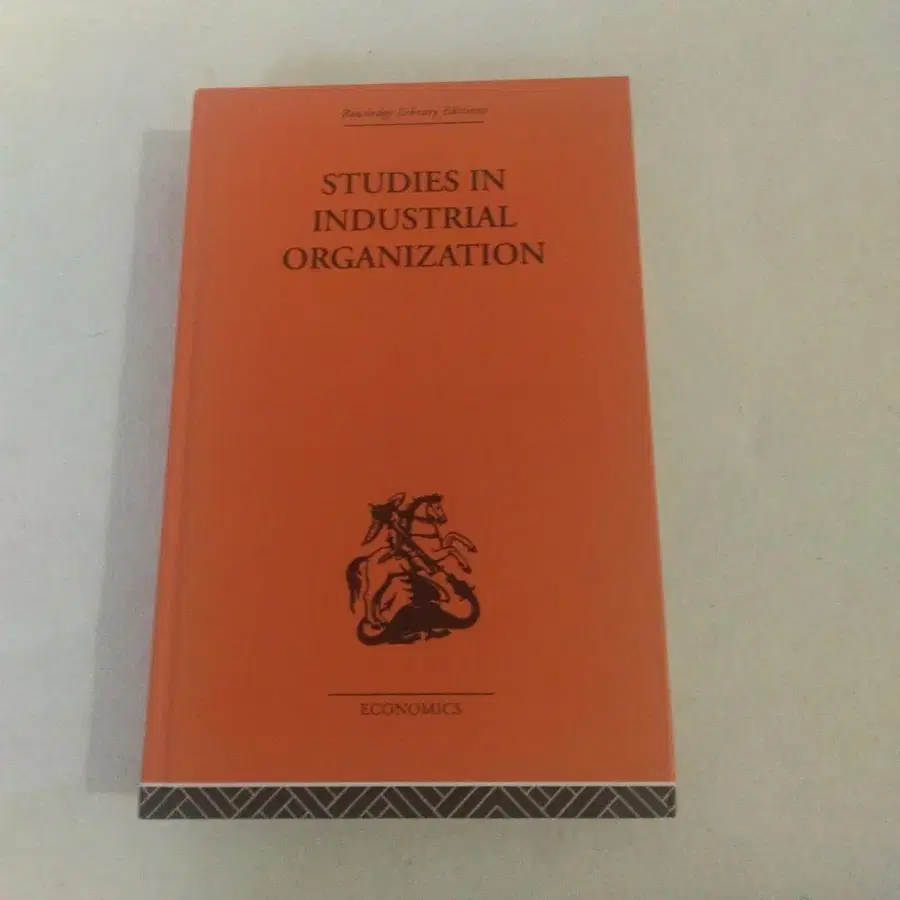 Routledge Library Editions
STUDIES IN
INDUSTRIAL
ORGANIZATION
ECONOMICS